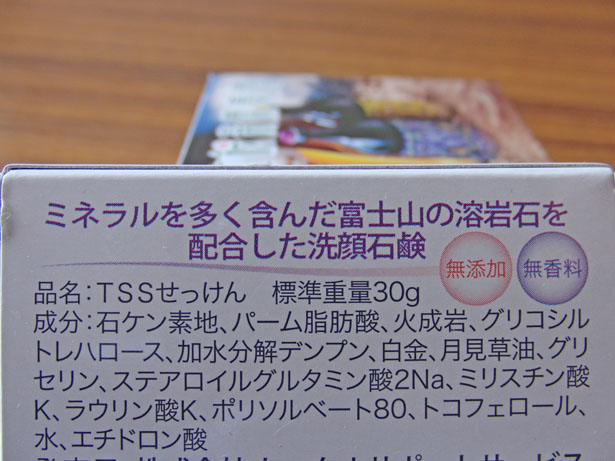 ミネラルを多く含んだ富士山の溶岩石を
配合した洗顔石鹸
無添加
無香料
品名:TSSせっけん 標準重量30g
成分:石ケン素地、パーム脂肪酸、火成岩、グリコシル
トレハロース、加水分解デンプン、白金、月見草油、グリ
セリン、ステアロイルグルタミン酸2Na、ミリスチン酸
K、ラウリン酸K、ポリソルベート80、トコフェロール、
水、エチドロン酸